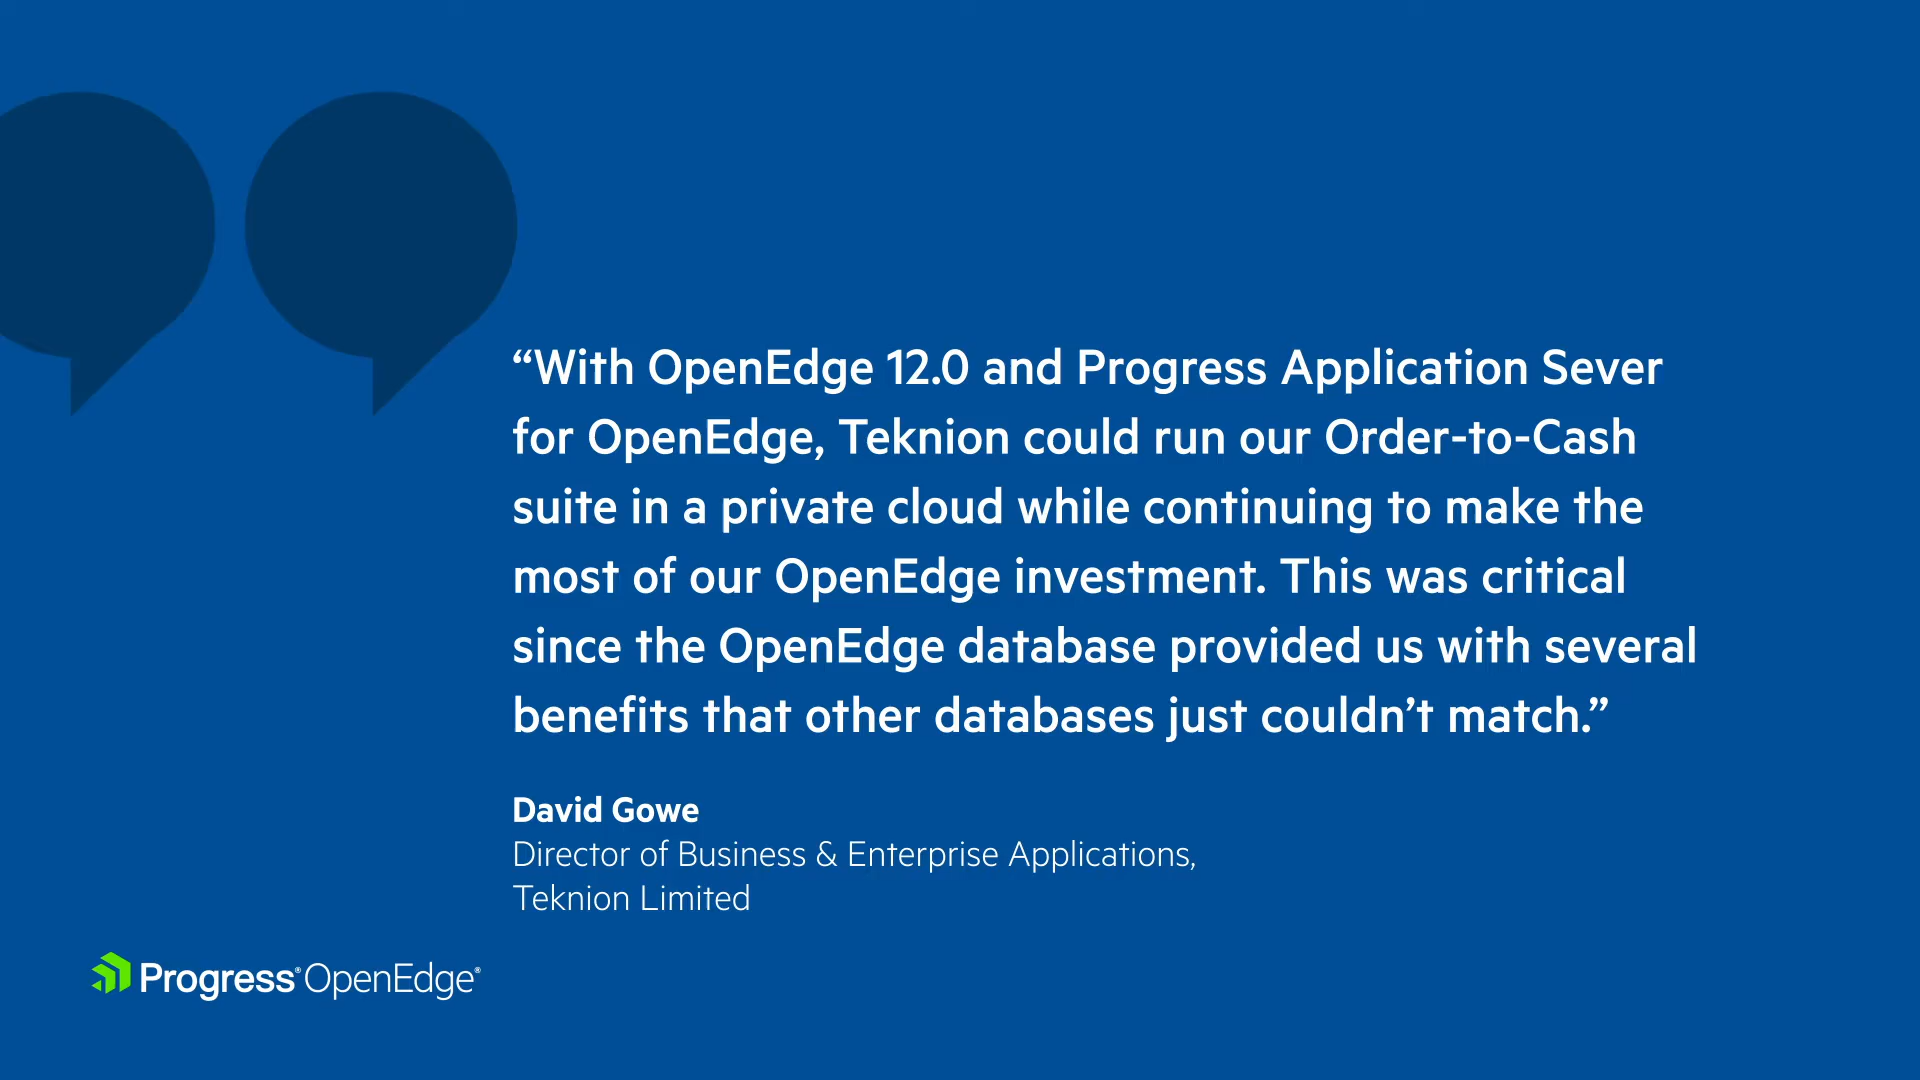 “With OpenEdge 12.0 and Progress Application Sever
for OpenEdge, Teknion could run our Order-to-Cash
suite in a private cloud while continuing to make the
most of our OpenEdge investment. This was critical
since the OpenEdge database provided us with several
benefits that other databases just couldn’t match.”
David Gowe
Director of Business & Enterprise Applications,
Teknion Limited
Progress® OpenEdge®